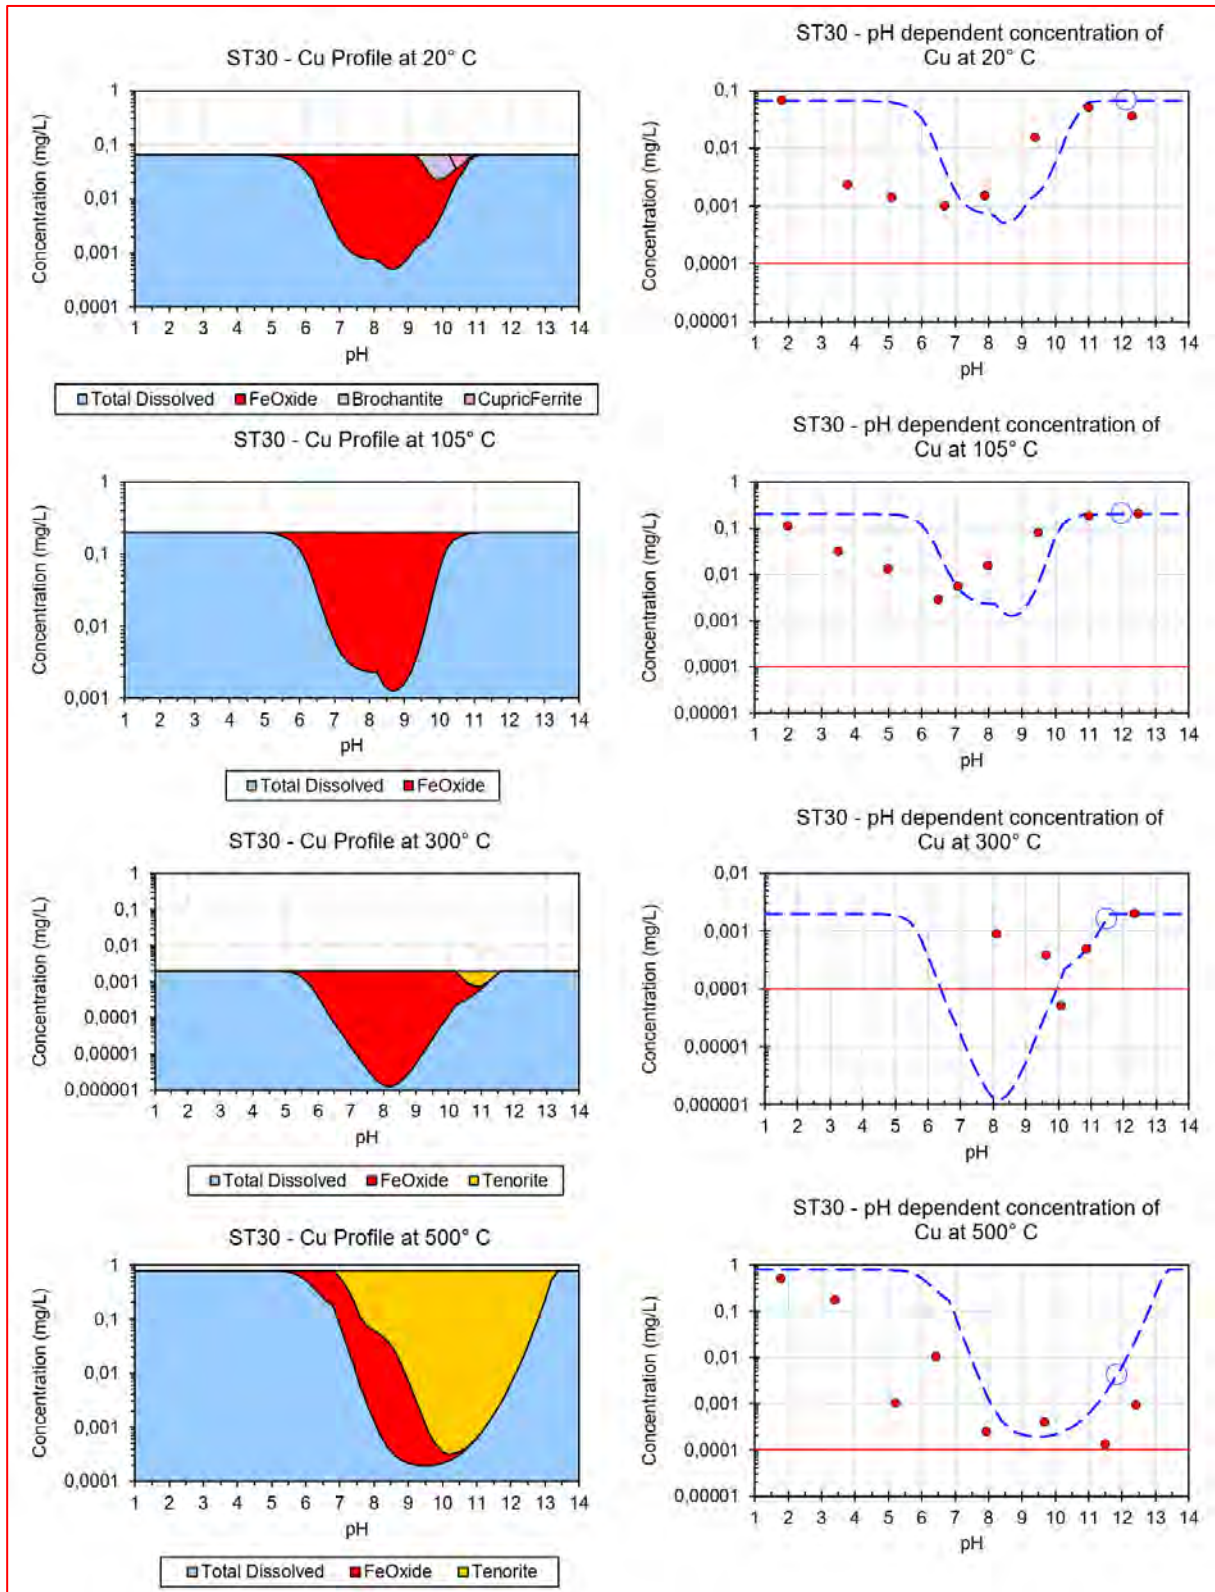 ST30 - Cu Profile at 20° C
Concentration (mg/L)
1
0,1
0,01
0,001
0,0001
1 2 3 4 5 6 7 8 9 10 11 12 13 14
pH
Total Dissolved FeOxide Brochantite CupricFerrite
ST30 - pH dependent concentration of
Cu at 20° C
Concentration (mg/L)
0,1
0,01
0,001
0,0001
0,00001
1 2 3 4 5 6 7 8 9 10 11 12 13 14
pH
ST30 - Cu Profile at 105° C
Concentration (mg/L)
1
0,1
0,01
0,001
1 2 3 4 5 6 7 8 9 10 11 12 13 14
pH
Total Dissolved FeOxide
ST30 - pH dependent concentration of
Cu at 105° C
Concentration (mg/L)
1
0,1
0,01
0,001
0,0001
0,00001
1 2 3 4 5 6 7 8 9 10 11 12 13 14
pH
ST30 - Cu Profile at 300° C
Concentration (mg/L)
1
0,1
0,01
0,001
0,0001
0,00001
0,000001
1 2 3 4 5 6 7 8 9 10 11 12 13 14
pH
Total Dissolved FeOxide Tenorite
ST30 - pH dependent concentration of
Cu at 300° C
Concentration (mg/L)
0,01
0,001
0,0001
0,00001
0,000001
1 2 3 4 5 6 7 8 9 10 11 12 13 14
pH
ST30 - Cu Profile at 500° C
Concentration (mg/L)
1
0,1
0,01
0,001
0,0001
1 2 3 4 5 6 7 8 9 10 11 12 13 14
pH
Total Dissolved FeOxide Tenorite
ST30 - pH dependent concentration of
Cu at 500° C
Concentration (mg/L)
1
0,1
0,01
0,001
0,0001
0,00001
1 2 3 4 5 6 7 8 9 10 11 12 13 14
pH